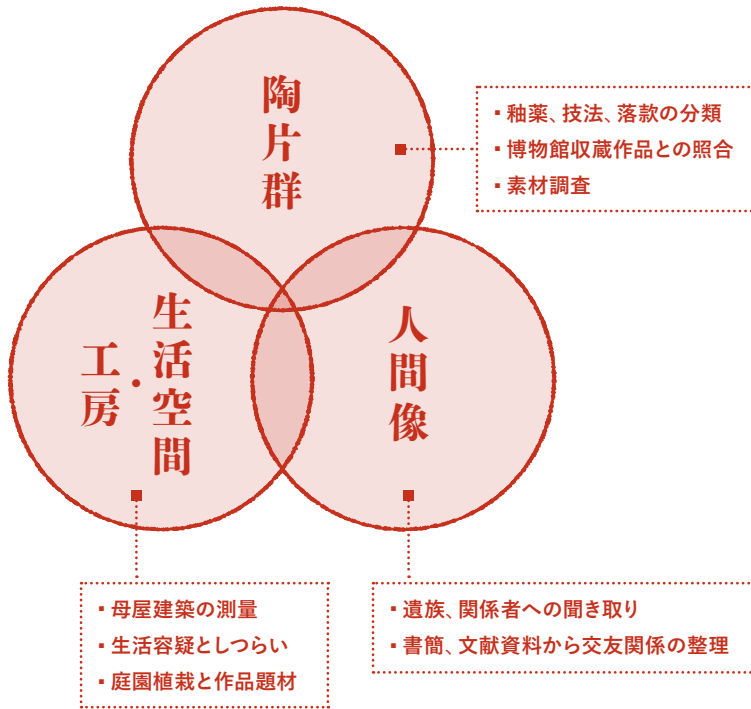 陶片群
・釉薬、技法、落款の分類
・博物館収蔵作品との照合
・素材調査
生活空間・
工房
人間像
・母屋建築の測量
・生活容疑としつらい
・庭園植栽と作品題材
・遺族、関係者への聞き取り
・書簡、文献資料から交友関係の整理